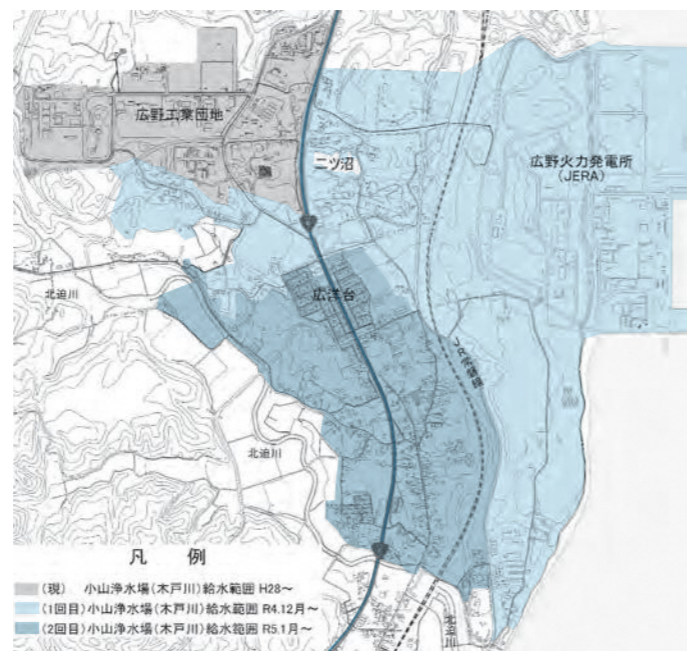 広野工業団地
二ツ沼
広野火力発電所
(JERA)
北迫川
広洋台
JR常磐線
北迫川
凡 例
(現) 小山浄水場(木戸川)給水範囲 H28～
(1回目)小山浄水場(木戸川)給水範囲 R4.12月～
(2回目)小山浄水場(木戸川)給水範囲 R5.1月～
北迫川